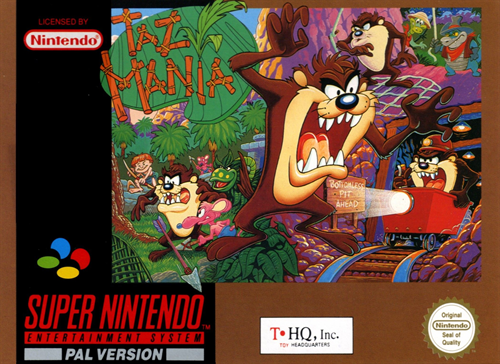 LICENSED BY
Nintendo
TAZ
MANIA
BOTTOMLESS
PIT
AHEAD
SUPER NINTENDO
ENTERTAINMENT SYSTEM
PAL VERSION
T•HQ, Inc.
TOY HEADQUARTERS
Original
Nintendo
Seal of
Quality